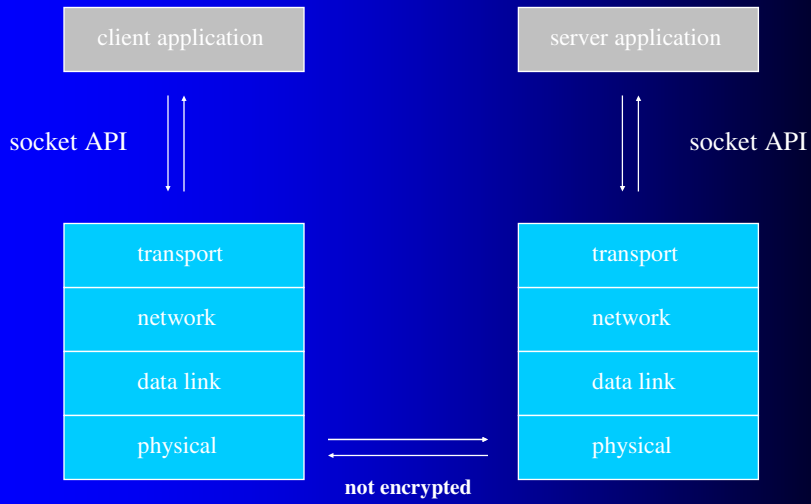 client application
server application
socket API
socket API
transport
transport
network
network
data link
data link
physical
physical
not encrypted